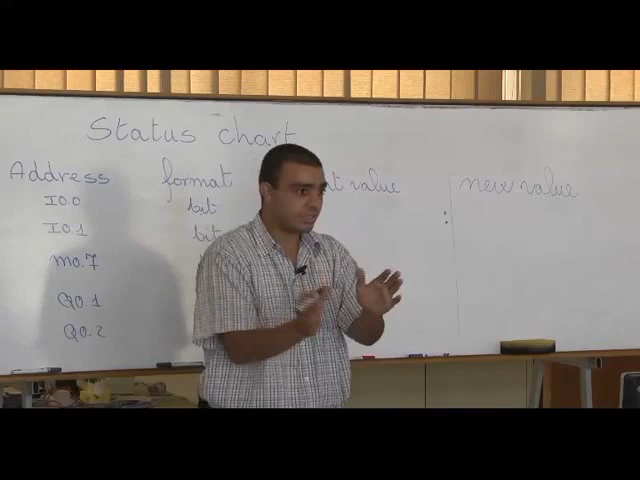 Status chart
Address format t value new value
I0.0 bit
I0.1 bit
m0.7
Q0.1
Q0.2